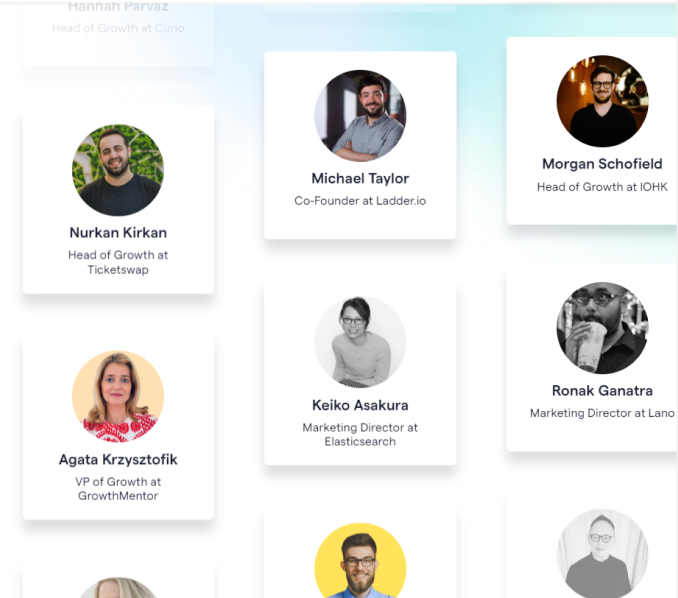 Hannah Parvaz
Head of Growth at Curio
Michael Taylor
Co-Founder at Ladder.io
Morgan Schofield
Head of Growth at IOHK
Nurkan Kirkan
Head of Growth at
Ticketswap
Keiko Asakura
Marketing Director at
Elasticsearch
Ronak Ganatra
Marketing Director at Lano
Agata Krzysztofik
VP of Growth at
GrowthMentor